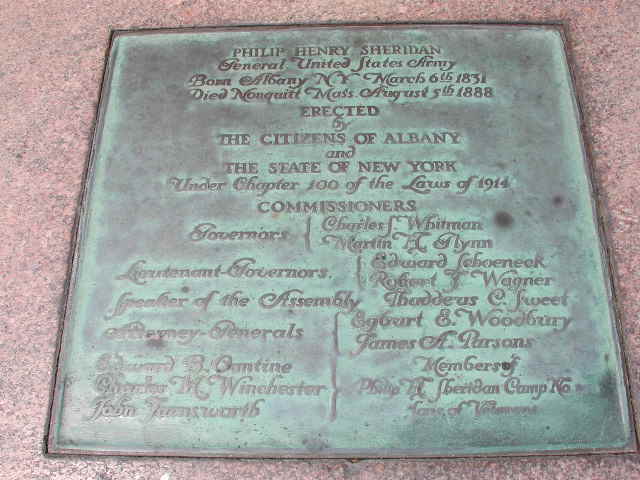 PHILIP HENRY SHERIDAN
General United States Army
Born Albany N.Y. March 6th 1831
Died Nonquitt Mass. August 5th 1888
ERECTED
by
THE CITIZENS OF ALBANY
and
THE STATE OF NEW YORK
Under Chapter 100 of the Laws of 1914
COMMISSIONERS
Governors
Charles S. Whitman
Martin H. Glynn
Lieutenant-Governors.
Edward Schoeneck
Robert F. Wagner
Speaker of the Assembly Thaddeus C. Sweet
Attorney-Generals
Egburt E. Woodbury
James A. Parsons
Edward B. Cantine
Charles M. Winchester
John Farnsworth
Members of
Philip H. Sheridan Camp No
Sons of Veterans